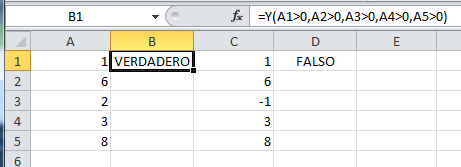 B1 fx =Y(A1>0,A2>0,A3>0,A4>0,A5>0)
A B C D E
1 1 VERDADERO 1 FALSO
2 6 6
3 2 -1
4 3 3
5 8 8